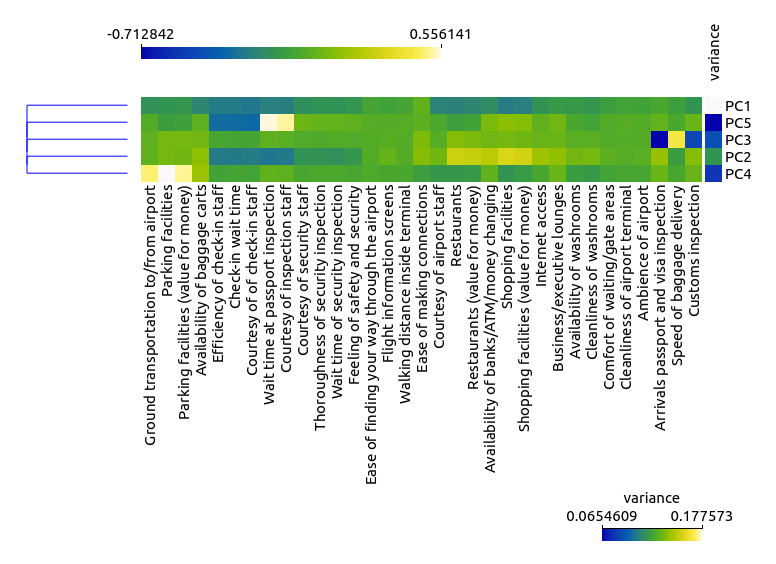 -0.712842
0.556141
variance
PC1
PC5
PC3
PC2
PC4
Ground transportation to/from airport
Parking facilities
Parking facilities (value for money)
Availability of baggage carts
Efficiency of check-in staff
Check-in wait time
Courtesy of of check-in staff
Wait time at passport inspection
Courtesy of inspection staff
Courtesy of security staff
Thoroughness of security inspection
Wait time of security inspection
Feeling of safety and security
Ease of finding your way through the airport
Flight information screens
Walking distance inside terminal
Ease of making connections
Courtesy of airport staff
Restaurants
Restaurants (value for money)
Availability of banks/ATM/money changing
Shopping facilities
Shopping facilities (value for money)
Internet access
Business/executive lounges
Availability of washrooms
Cleanliness of washrooms
Comfort of waiting/gate areas
Cleanliness of airport terminal
Ambience of airport
Arrivals passport and visa inspection
Speed of baggage delivery
Customs inspection
variance
0.0654609
0.177573